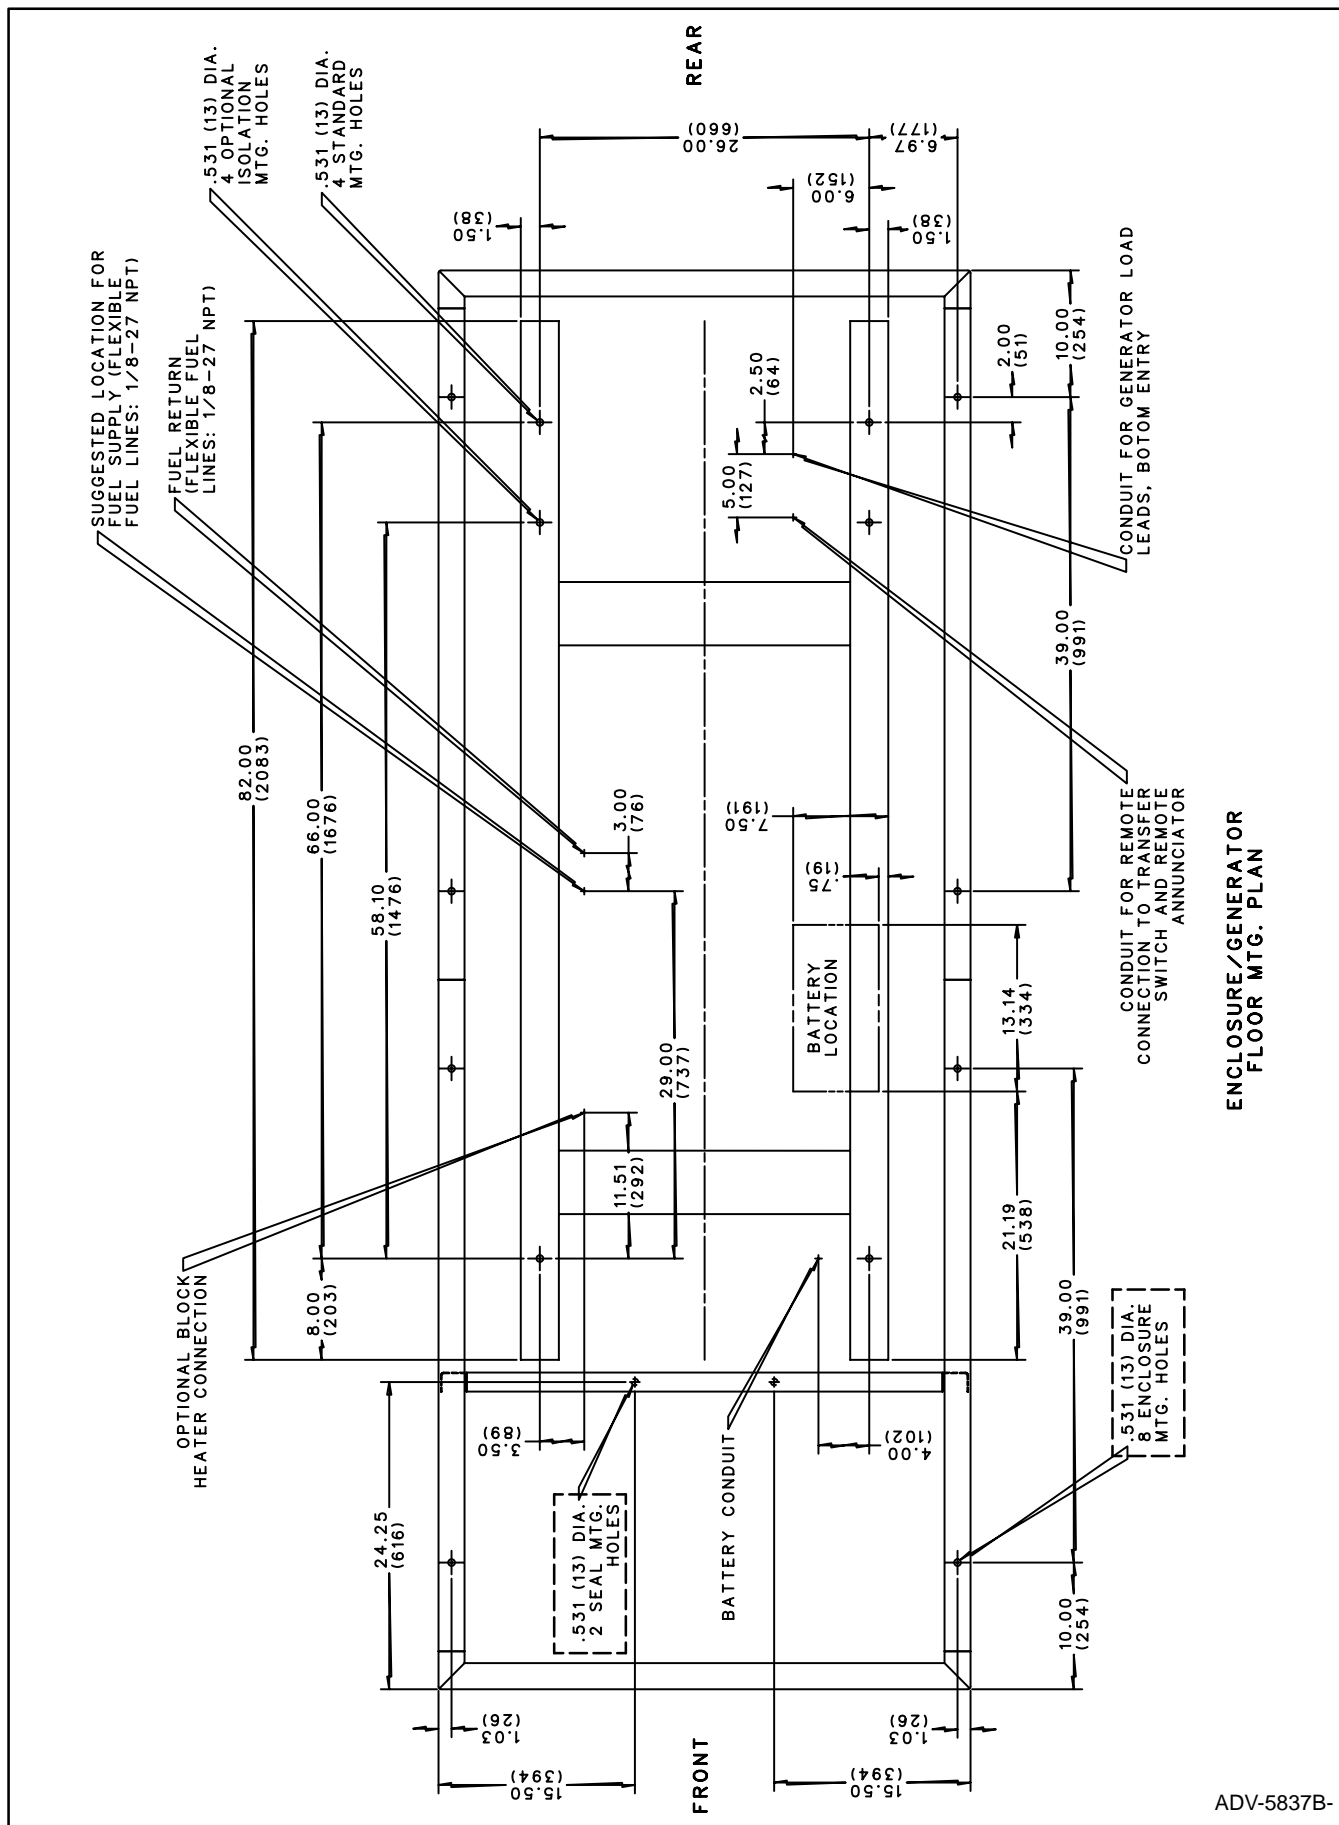 .531 (13) DIA.
4 OPTIONAL
ISOLATION
MTG. HOLES
.531 (13) DIA.
4 STANDARD
MTG. HOLES
REAR
SUGGESTED LOCATION FOR
FUEL SUPPLY (FLEXIBLE
FUEL LINES: 1/8-27 NPT)
FUEL RETURN
(FLEXIBLE FUEL
LINES: 1/8-27 NPT)
1.50
(38)
26.00
(660)
6.97
(177)
6.00
(152)
1.50
(38)
82.00
(2083)
66.00
(1676)
58.10
(1476)
8.00
(203)
2.50
(64)
5.00
(127)
2.00
(51)
10.00
(254)
39.00
(991)
CONDUIT FOR GENERATOR LOAD
LEADS, BOTOM ENTRY
3.00
(76)
7.50
(191)
.75
(19)
29.00
(737)
11.51
(292)
BATTERY
LOCATION
13.14
(334)
21.19
(538)
CONDUIT FOR REMOTE
CONNECTION TO TRANSFER
SWITCH AND REMOTE
ANNUNCIATOR
OPTIONAL BLOCK
HEATER CONNECTION
39.00
(991)
.531 (13) DIA.
8 ENCLOSURE
MTG. HOLES
3.50
(89)
4.00
(102)
24.25
(616)
.531 (13) DIA.
2 SEAL MTG.
HOLES
BATTERY CONDUIT
10.00
(254)
1.03
(26)
1.03
(26)
15.50
(394)
15.50
(394)
FRONT
ENCLOSURE/GENERATOR
FLOOR MTG. PLAN
ADV-5837B-